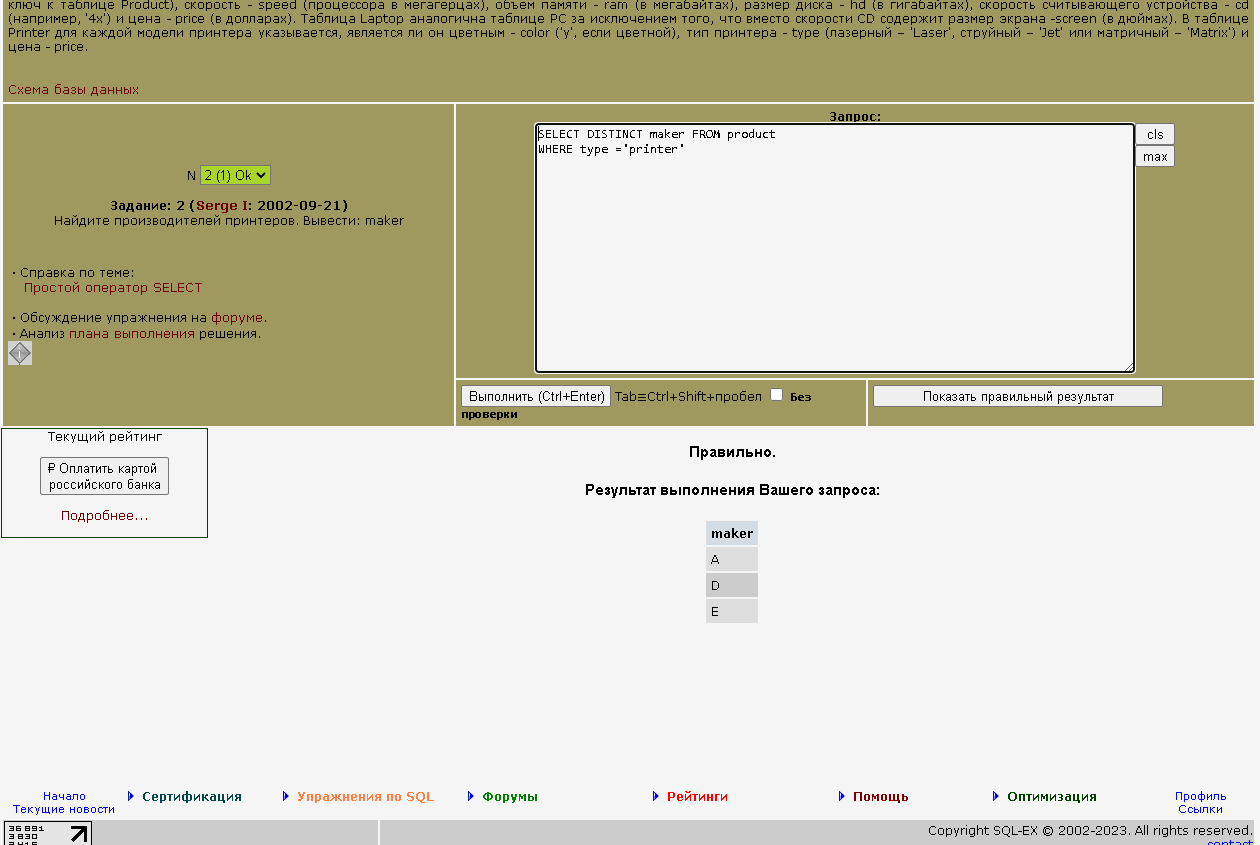 ключ к таблице Product), скорость - speed (процессора в мегагерцах), объем памяти - ram (в мегабайтах), размер диска - hd (в гигабайтах), скорость считывающего устройства - cd
(например, '4x') и цена - price (в долларах). Таблица Laptop аналогична таблице PC за исключением того, что вместо скорости CD содержит размер экрана -screen (в дюймах). В таблице
Printer для каждой модели принтера указывается, является ли он цветным - color ('y', если цветной), тип принтера - type (лазерный – 'Laser', струйный – 'Jet' или матричный – 'Matrix') и
цена - price.
Схема базы данных
N 2 (1) Ok
Задание: 2 (Serge I: 2002-09-21)
Найдите производителей принтеров. Вывести: maker
· Справка по теме:
Простой оператор SELECT
· Обсуждение упражнения на форуме.
· Анализ плана выполнения решения.
Запрос:
SELECT DISTINCT maker FROM product
WHERE type ='printer'
cls
max
Выполнить (Ctrl+Enter) Tab≡Ctrl+Shift+пробел Без
проверки
Показать правильный результат
Текущий рейтинг
₽ Оплатить картой
российского банка
Подробнее...
Правильно.
Результат выполнения Вашего запроса:
maker
A
D
E
Начало
Текущие новости
Сертификация
Упражнения по SQL
Форумы
Рейтинги
Помощь
Оптимизация
Профиль
Ссылки
36 891
3 830
Copyright SQL-EX © 2002-2023. All rights reserved.
contact